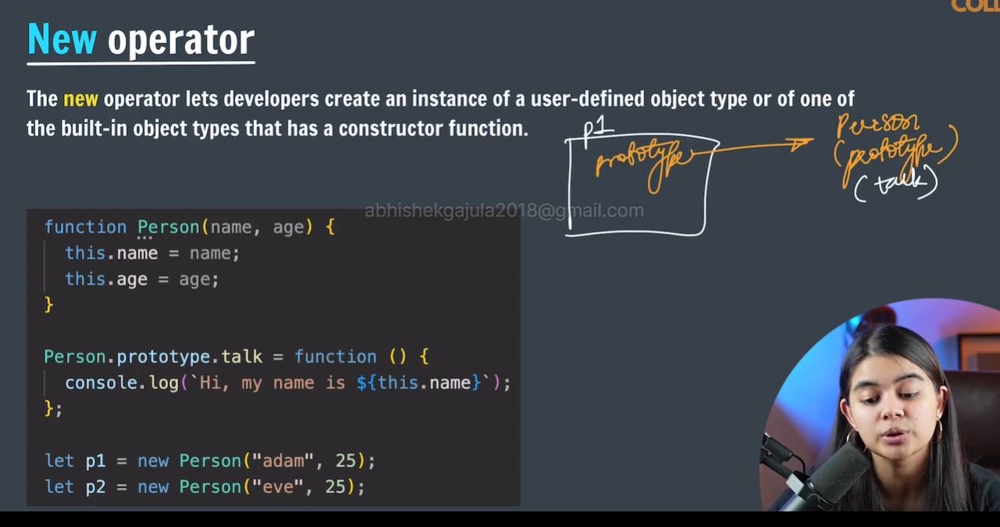 COLL
New operator
The new operator lets developers create an instance of a user-defined object type or of one of
the built-in object types that has a constructor function.
p1
prototype
Person
(prototype)
(talk)
abhishekgajula2018@gmail.com
function Person(name, age) {
  this.name = name;
  this.age = age;
}
Person.prototype.talk = function () {
  console.log(`Hi, my name is ${this.name}`);
};
let p1 = new Person("adam", 25);
let p2 = new Person("eve", 25);